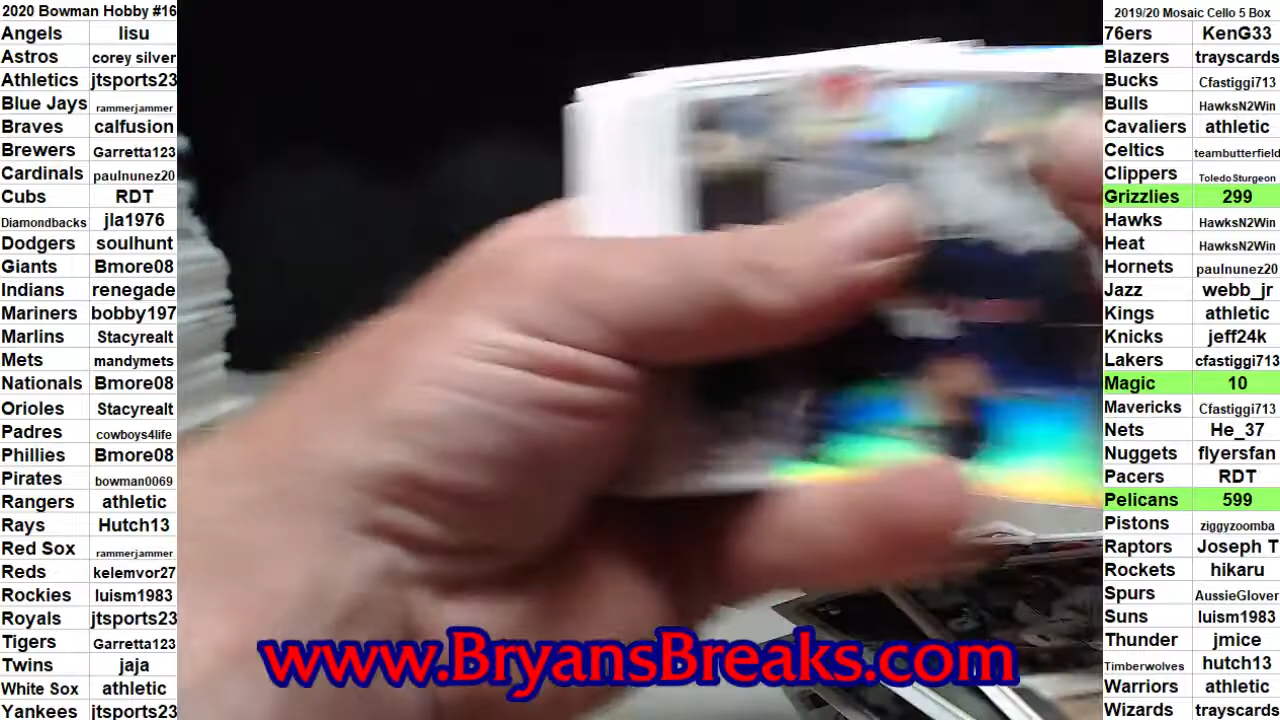 2020 Bowman Hobby #16
Angels lisu
Astros corey silver
Athletics jtsports23
Blue Jays rammerjammer
Braves calfusion
Brewers Garretta123
Cardinals paulnunez20
Cubs RDT
Diamondbacks jla1976
Dodgers soulhunt
Giants Bmore08
Indians renegade
Mariners bobby197
Marlins Stacyrealt
Mets mandymets
Nationals Bmore08
Orioles Stacyrealt
Padres cowboys4life
Phillies Bmore08
Pirates bowman0069
Rangers athletic
Rays Hutch13
Red Sox rammerjammer
Reds kelemvor27
Rockies luism1983
Royals jtsports23
Tigers Garretta123
Twins jaja
White Sox athletic
Yankees jtsports23
www.BryansBreaks.com
2019/20 Mosaic Cello 5 Box
76ers KenG33
Blazers trayscards
Bucks Cfastiggi713
Bulls HawksN2Win
Cavaliers athletic
Celtics teambutterfield
Clippers ToledoSturgeon
Grizzlies 299
Hawks HawksN2Win
Heat HawksN2Win
Hornets paulnunez20
Jazz webb_jr
Kings athletic
Knicks jeff24k
Lakers cfastiggi713
Magic 10
Mavericks Cfastiggi713
Nets He_37
Nuggets flyersfan
Pacers RDT
Pelicans 599
Pistons ziggyzoomba
Raptors Joseph T
Rockets hikaru
Spurs AussieGlover
Suns luism1983
Thunder jmice
Timberwolves hutch13
Warriors athletic
Wizards trayscards